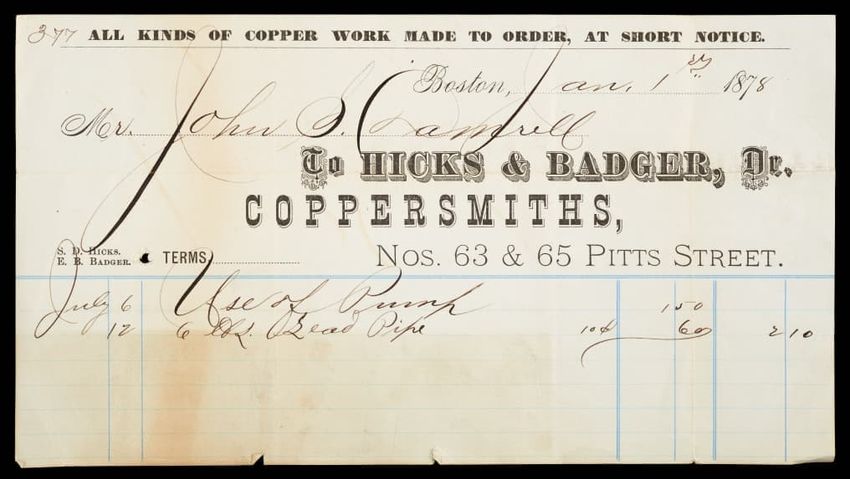 377 ALL KINDS OF COPPER WORK MADE TO ORDER, AT SHORT NOTICE.
Boston, Jan. 1st 1878
Mr. John S. Damrell
To HICKS & BADGER, Dr.
COPPERSMITHS,
S. D. HICKS.
E. B. BADGER.
TERMS
Nos. 63 & 65 PITTS STREET.
July 6 Use of Pump 1 50
12 6 lbs. Lead Pipe 10¢ 60 2 10